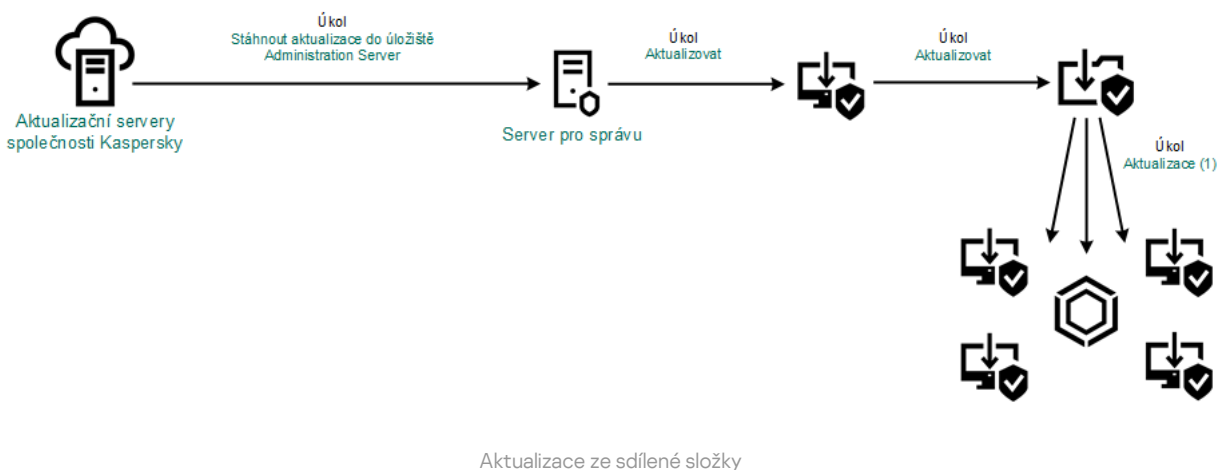 Úkol
Stáhnout aktualizace do úložiště
Administration Server
Úkol
Aktualizovat
Úkol
Aktualizovat
Aktualizační servery
společnosti Kaspersky
Server pro správu
Úkol
Aktualizace (1)
Aktualizace ze sdílené složky